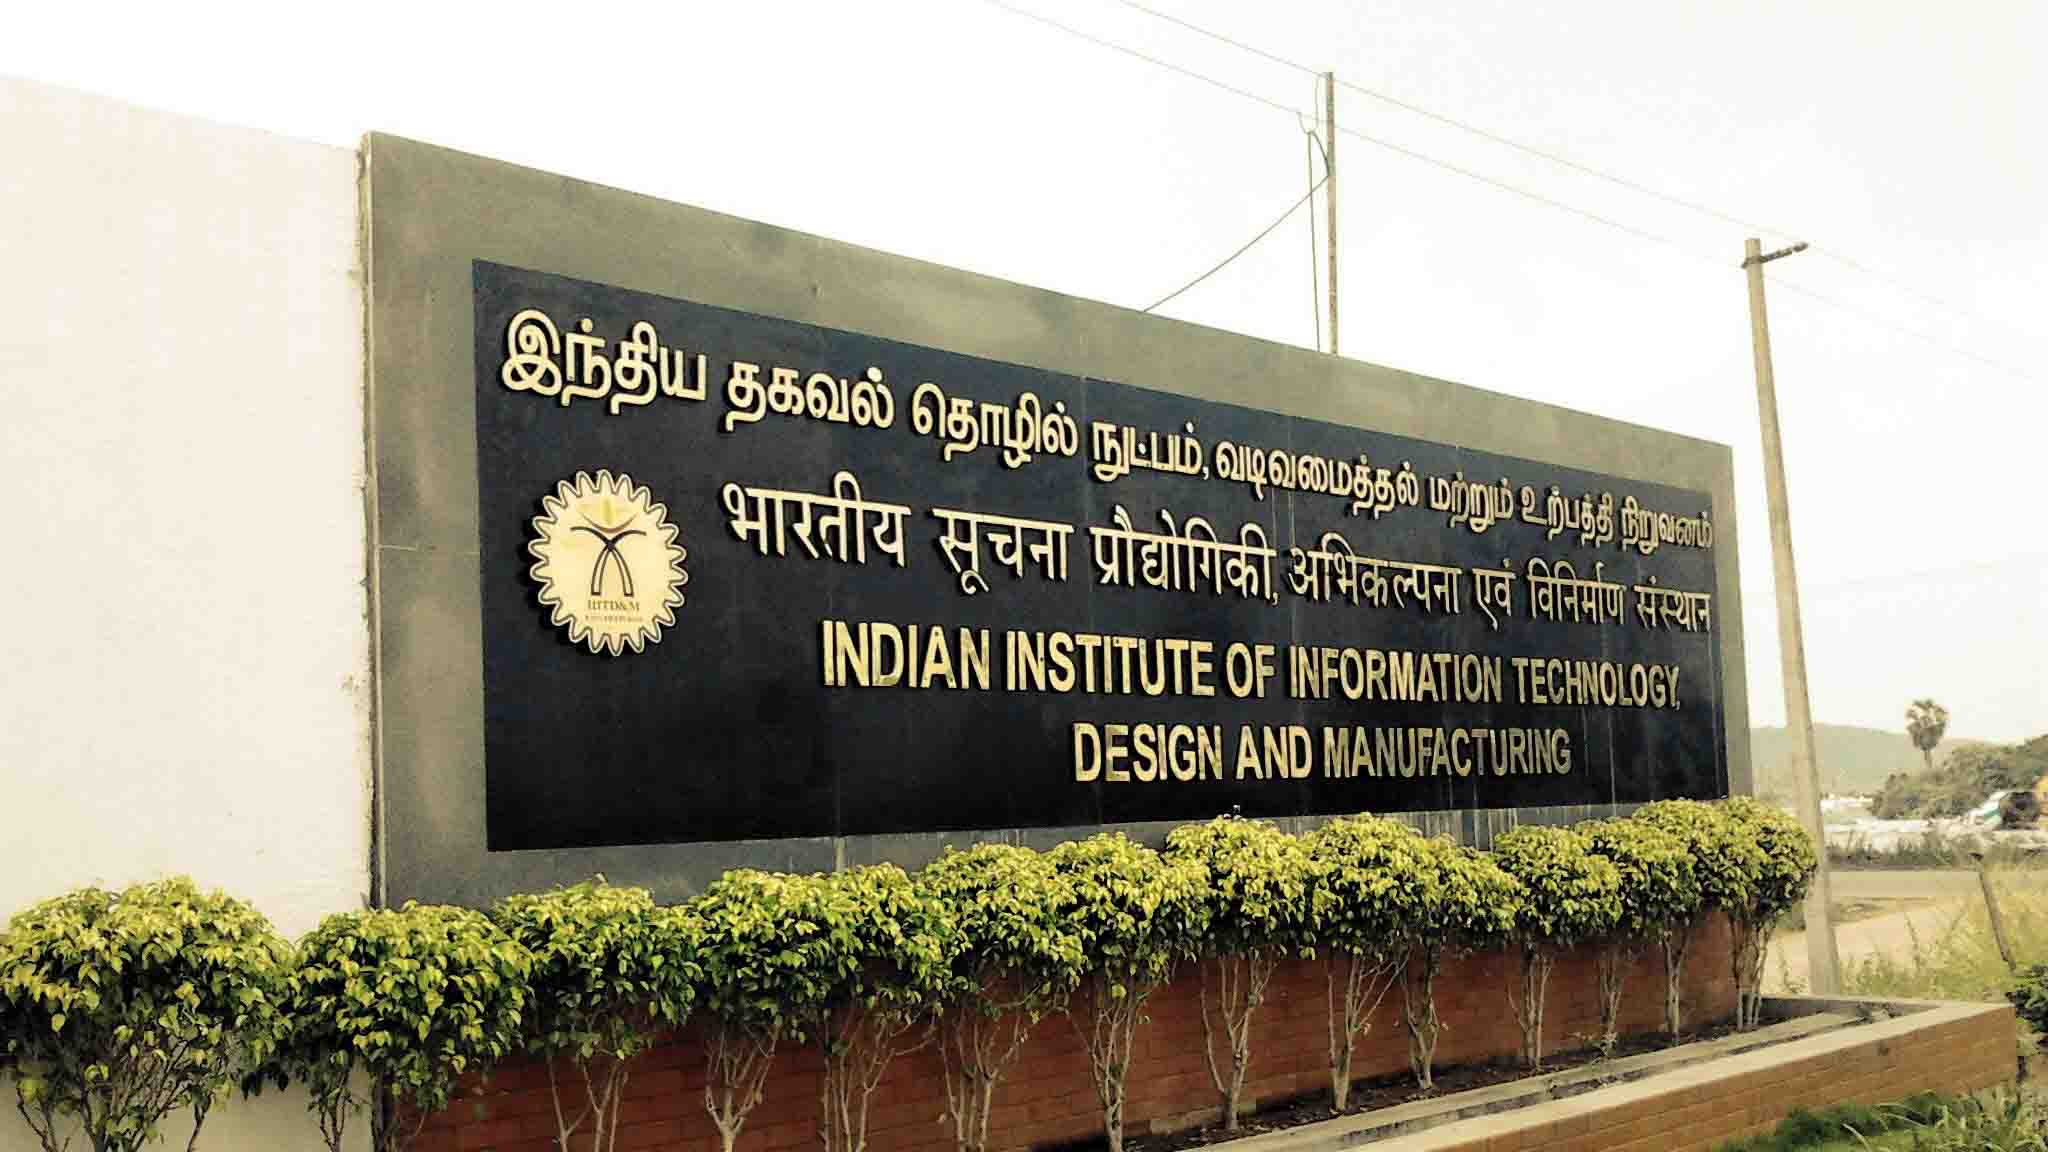 இந்திய தகவல் தொழில் நுட்பம், வடிவமைத்தல் மற்றும் உற்பத்தி நிறுவனம்
भारतीय सूचना प्रौद्योगिकी, अभिकल्पना एवं विनिर्माण संस्थान
IIITD&M
INDIAN INSTITUTE OF INFORMATION TECHNOLOGY,
DESIGN AND MANUFACTURING